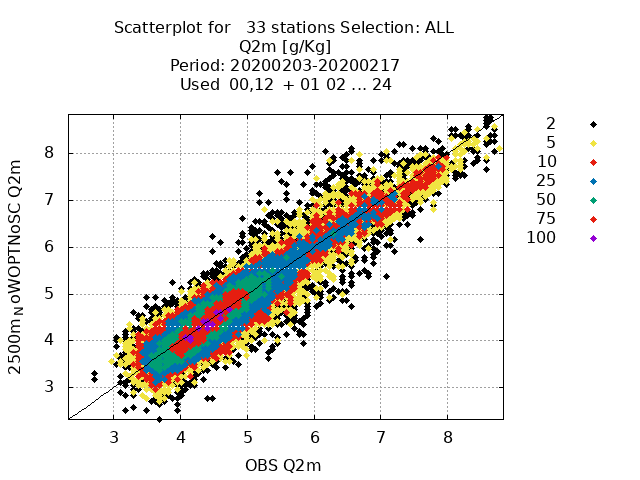 Scatterplot for 33 stations Selection: ALL
Q2m [g/Kg]
Period: 20200203-20200217
Used 00,12 + 01 02 ... 24
2
5
10
25
50
75
100
2500m_NoWOPTNoSC Q2m
8
7
6
5
4
3
3 4 5 6 7 8
OBS Q2m